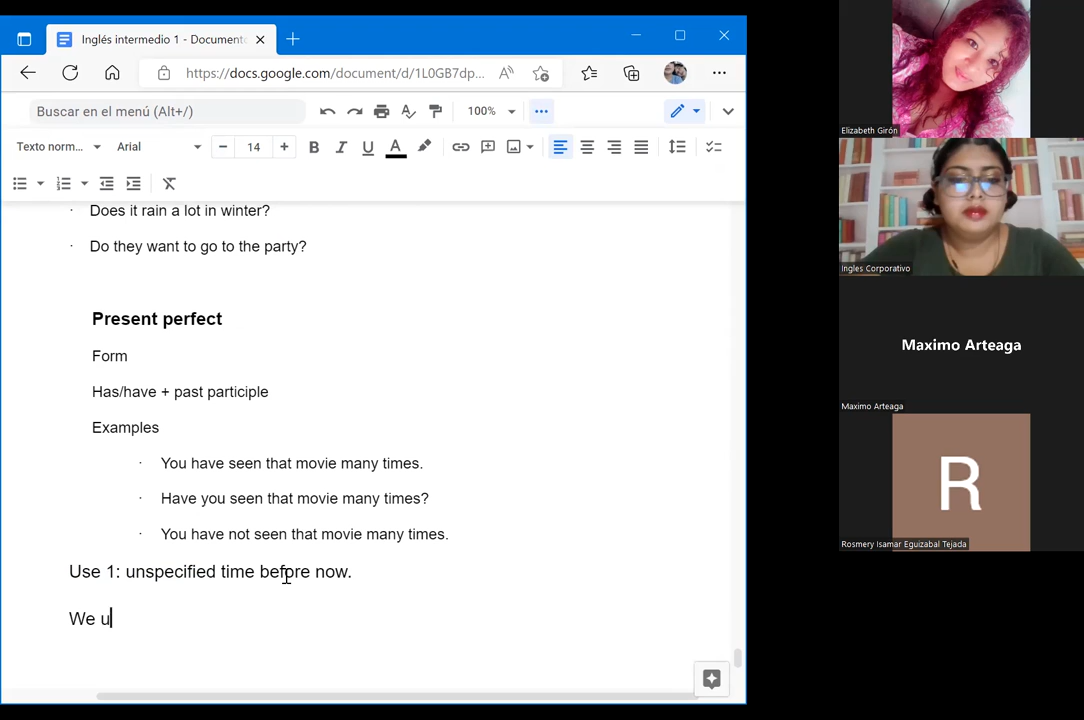 Inglés intermedio 1 - Documento
https://docs.google.com/document/d/1L0GB7dp...
Buscar en el menú (Alt+/)
100%
Texto norm...
Arial
14
· Does it rain a lot in winter?
· Do they want to go to the party?
Present perfect
Form
Has/have + past participle
Examples
· You have seen that movie many times.
· Have you seen that movie many times?
· You have not seen that movie many times.
Use 1: unspecified time before now.
We u
Elizabeth Girón
Ingles Corporativo
Maximo Arteaga
Maximo Arteaga
R
Rosmery Isamar Eguizabal Tejada